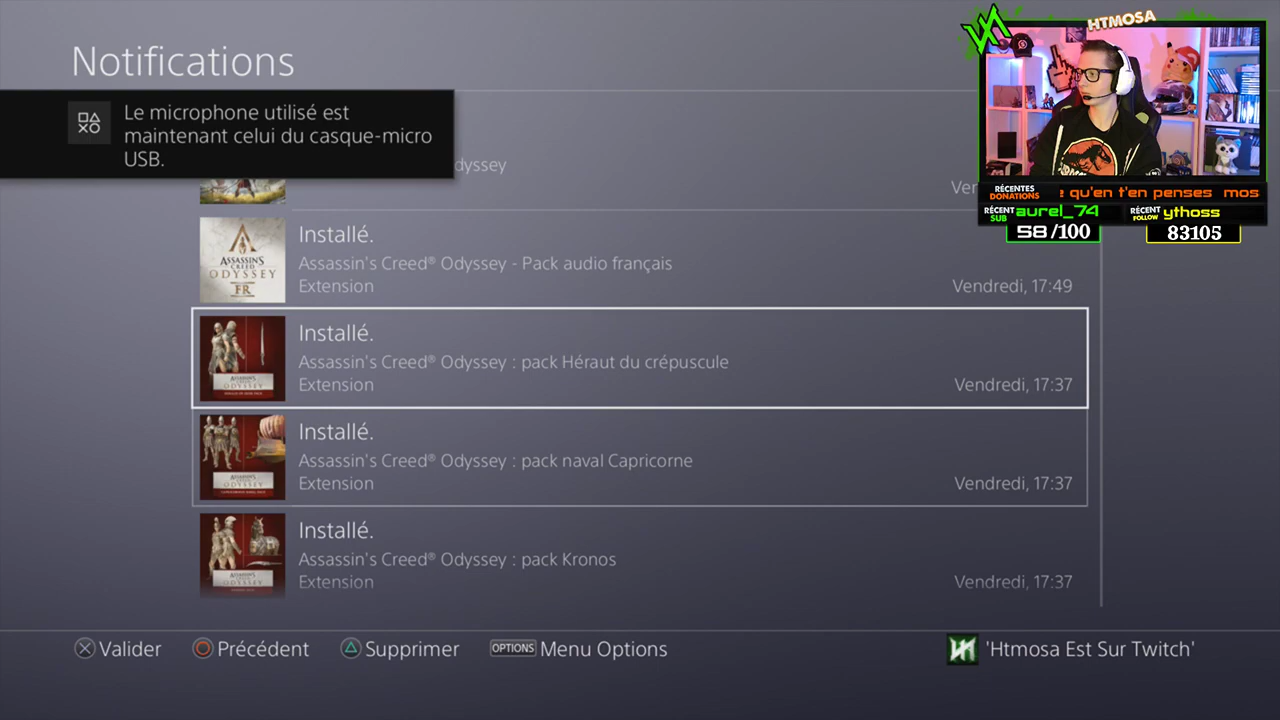 Notifications
Le microphone utilisé est
maintenant celui du casque-micro
USB.
dyssey
Ven
Installé.
Assassin's Creed® Odyssey - Pack audio français
Extension
Vendredi, 17:49
ASSASSIN'S
CREED
ODYSSEY
FR
Installé.
Assassin's Creed® Odyssey : pack Héraut du crépuscule
Extension
Vendredi, 17:37
ODYSSEY
Installé.
Assassin's Creed® Odyssey : pack naval Capricorne
Extension
Vendredi, 17:37
ODYSSEY
Installé.
Assassin's Creed® Odyssey : pack Kronos
Extension
Vendredi, 17:37
ODYSSEY
Valider
Précédent
Supprimer
OPTIONS Menu Options
'Htmosa Est Sur Twitch'
HTMOSA
RÉCENTES
DONATIONS
e qu'en t'en penses mos
RÉCENT
SUB
aurel_74
RÉCENT
FOLLOW
ythoss
58 /100
83105